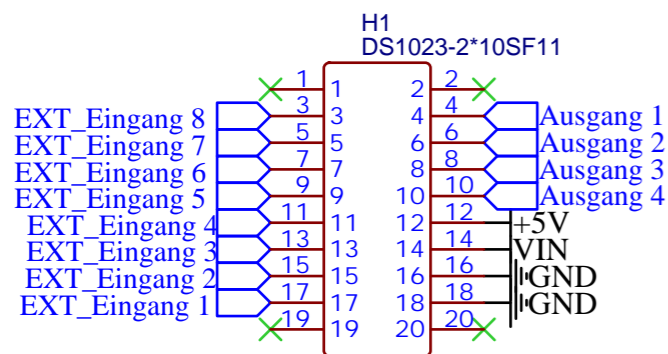 H1
DS1023-2*10SF11
1 1 2 2
EXT_Eingang 8 3 3 4 4 Ausgang 1
EXT_Eingang 7 5 5 6 6 Ausgang 2
EXT_Eingang 6 7 7 8 8 Ausgang 3
EXT_Eingang 5 9 9 10 10 Ausgang 4
EXT_Eingang 4 11 11 12 12 +5V
EXT_Eingang 3 13 13 14 14 VIN
EXT_Eingang 2 15 15 16 16 GND
EXT_Eingang 1 17 17 18 18 GND
19 19 20 20